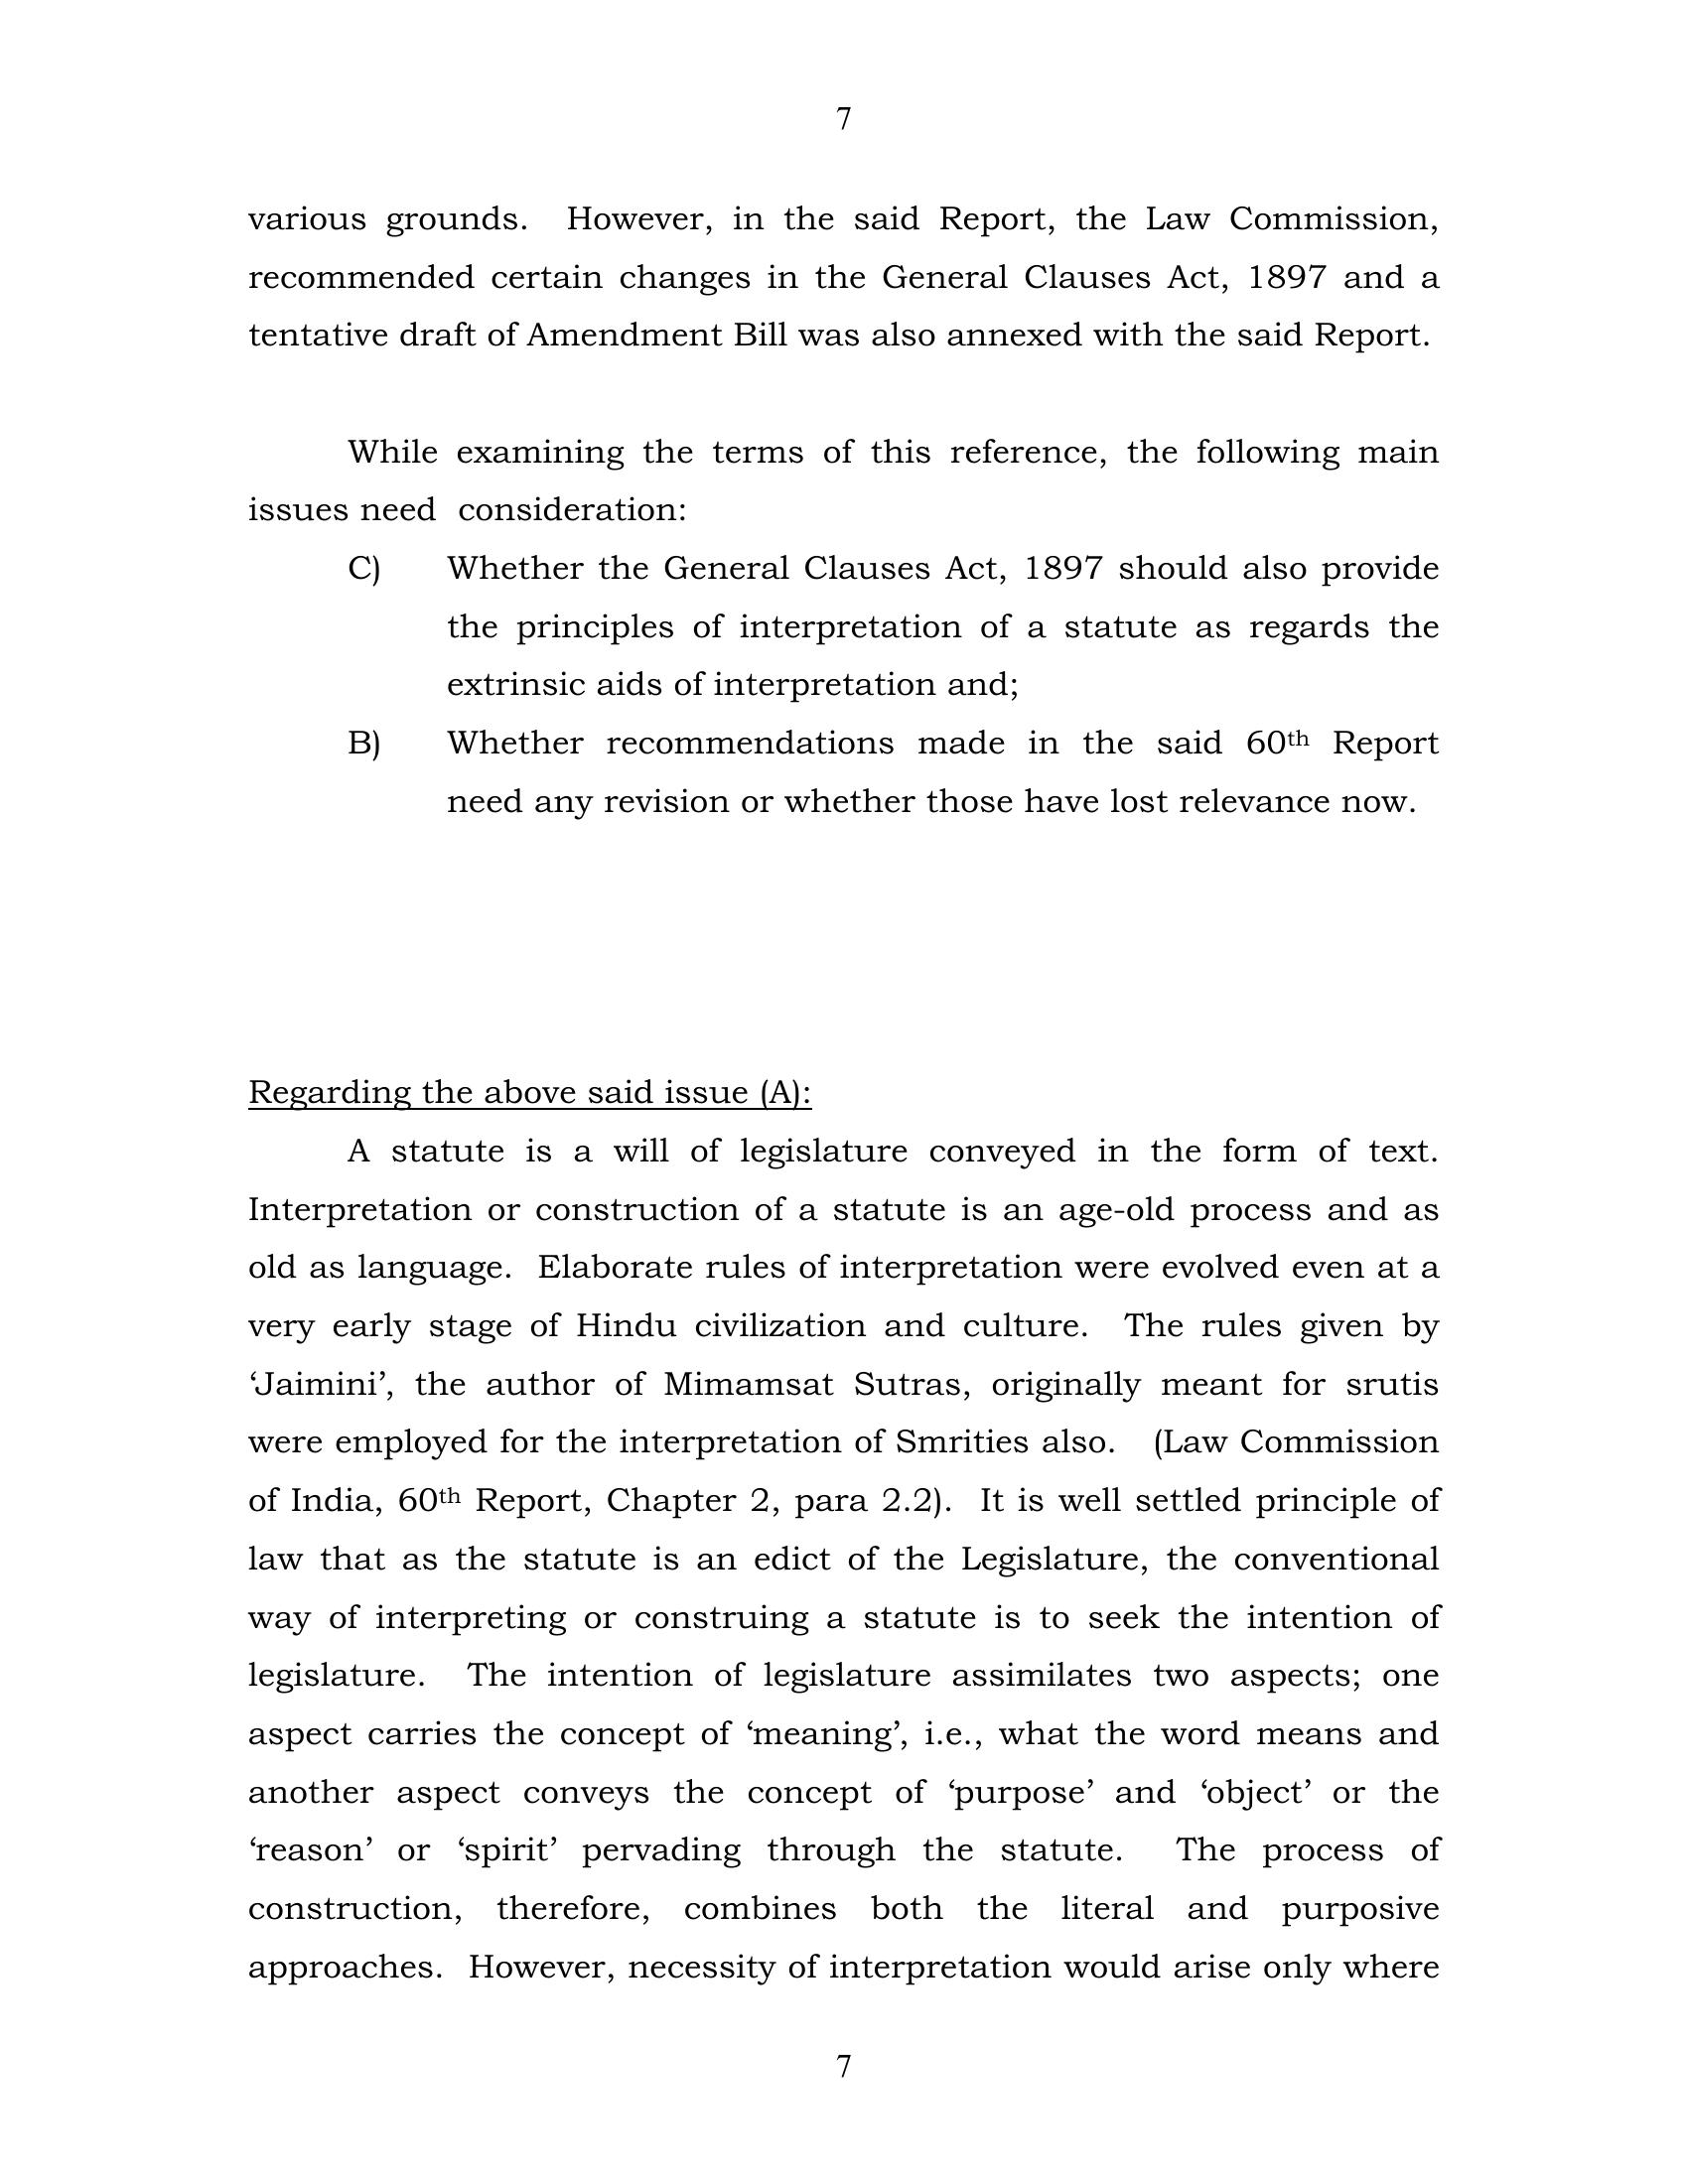 7
various grounds. However, in the said Report, the Law Commission,
recommended certain changes in the General Clauses Act, 1897 and a
tentative draft of Amendment Bill was also annexed with the said Report.
While examining the terms of this reference, the following main
issues need consideration:
C) Whether the General Clauses Act, 1897 should also provide
the principles of interpretation of a statute as regards the
extrinsic aids of interpretation and;
B) Whether recommendations made in the said 60th Report
need any revision or whether those have lost relevance now.
Regarding the above said issue (A):
A statute is a will of legislature conveyed in the form of text.
Interpretation or construction of a statute is an age-old process and as
old as language. Elaborate rules of interpretation were evolved even at a
very early stage of Hindu civilization and culture. The rules given by
‘Jaimini’, the author of Mimamsat Sutras, originally meant for srutis
were employed for the interpretation of Smrities also. (Law Commission
of India, 60th Report, Chapter 2, para 2.2). It is well settled principle of
law that as the statute is an edict of the Legislature, the conventional
way of interpreting or construing a statute is to seek the intention of
legislature. The intention of legislature assimilates two aspects; one
aspect carries the concept of ‘meaning’, i.e., what the word means and
another aspect conveys the concept of ‘purpose’ and ‘object’ or the
‘reason’ or ‘spirit’ pervading through the statute. The process of
construction, therefore, combines both the literal and purposive
approaches. However, necessity of interpretation would arise only where
7